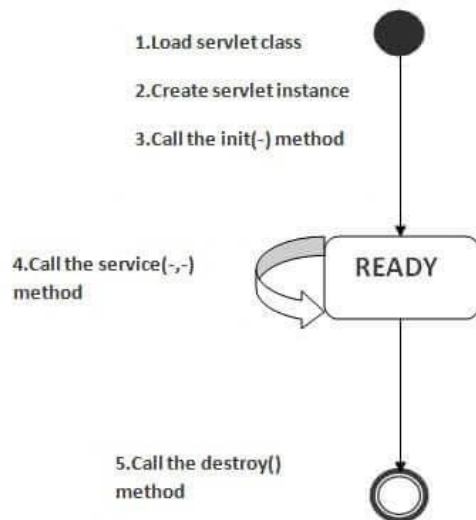 1.Load servlet class
2.Create servlet instance
3.Call the init(-) method
READY
4.Call the service(-,-)
method
5.Call the destroy()
method